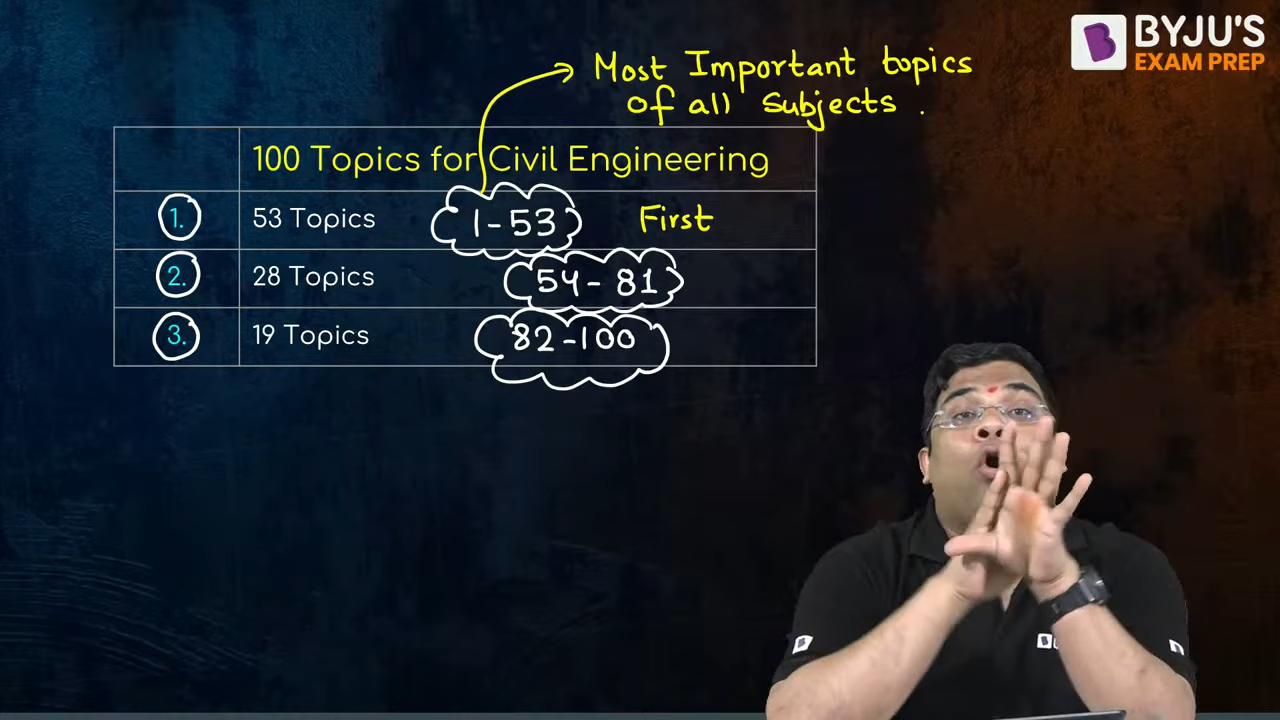 BYJU'S
EXAM PREP
Most Important topics
of all Subjects.
100 Topics for Civil Engineering
1. 53 Topics 1-53 First
2. 28 Topics 54-81
3. 19 Topics 82-100